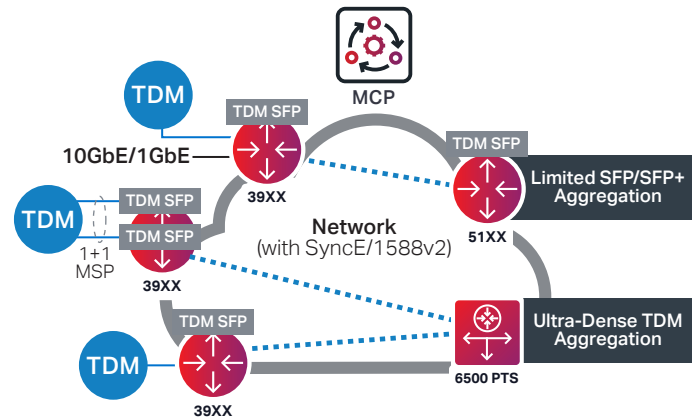 MCP
TDM
TDM SFP
10GbE/1GbE
39XX
TDM SFP
51XX
Limited SFP/SFP+
Aggregation
TDM
TDM SFP
TDM SFP
1+1
MSP
39XX
Network
(with SyncE/1588v2)
TDM
TDM SFP
39XX
6500 PTS
Ultra-Dense TDM
Aggregation